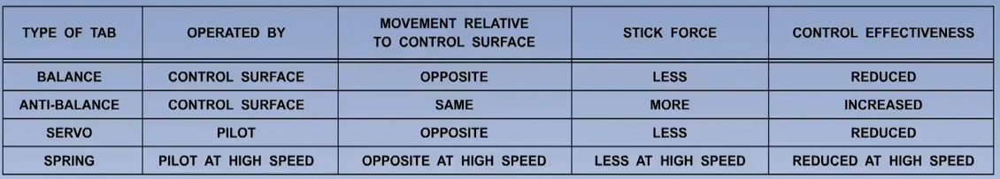 TYPE OF TAB OPERATED BY MOVEMENT RELATIVE TO CONTROL SURFACE STICK FORCE CONTROL EFFECTIVENESS
BALANCE CONTROL SURFACE OPPOSITE LESS REDUCED
ANTI-BALANCE CONTROL SURFACE SAME MORE INCREASED
SERVO PILOT OPPOSITE LESS REDUCED
SPRING PILOT AT HIGH SPEED OPPOSITE AT HIGH SPEED LESS AT HIGH SPEED REDUCED AT HIGH SPEED